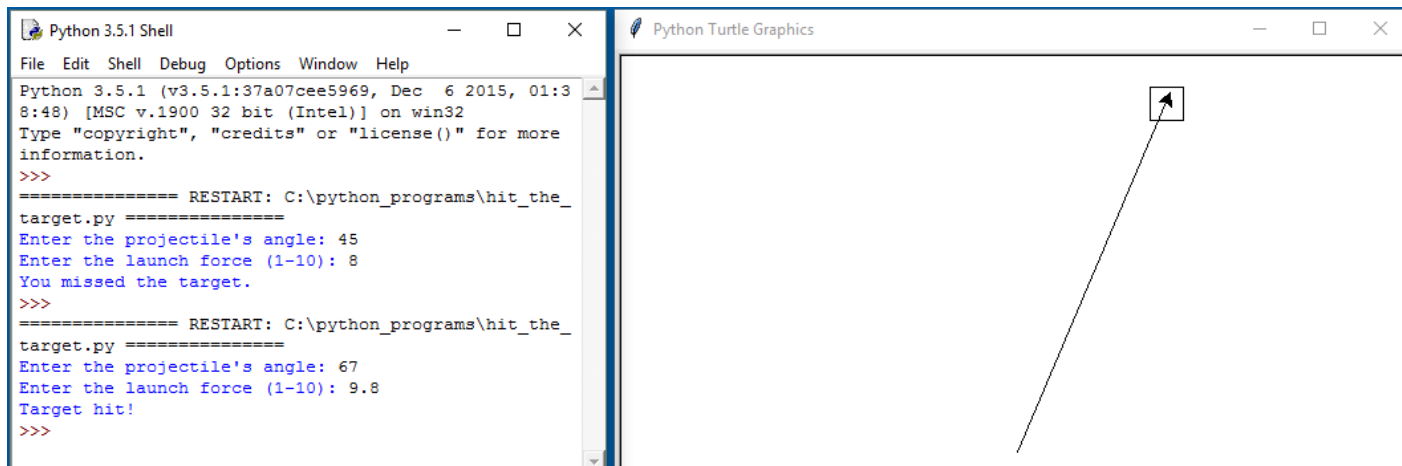 Python 3.5.1 Shell
File Edit Shell Debug Options Window Help
Python 3.5.1 (v3.5.1:37a07cee5969, Dec  6 2015, 01:3
8:48) [MSC v.1900 32 bit (Intel)] on win32
Type "copyright", "credits" or "license()" for more
information.
>>>
=============== RESTART: C:\python_programs\hit_the_
target.py ===============
Enter the projectile's angle: 45
Enter the launch force (1-10): 8
You missed the target.
>>>
=============== RESTART: C:\python_programs\hit_the_
target.py ===============
Enter the projectile's angle: 67
Enter the launch force (1-10): 9.8
Target hit!
>>>
Python Turtle Graphics